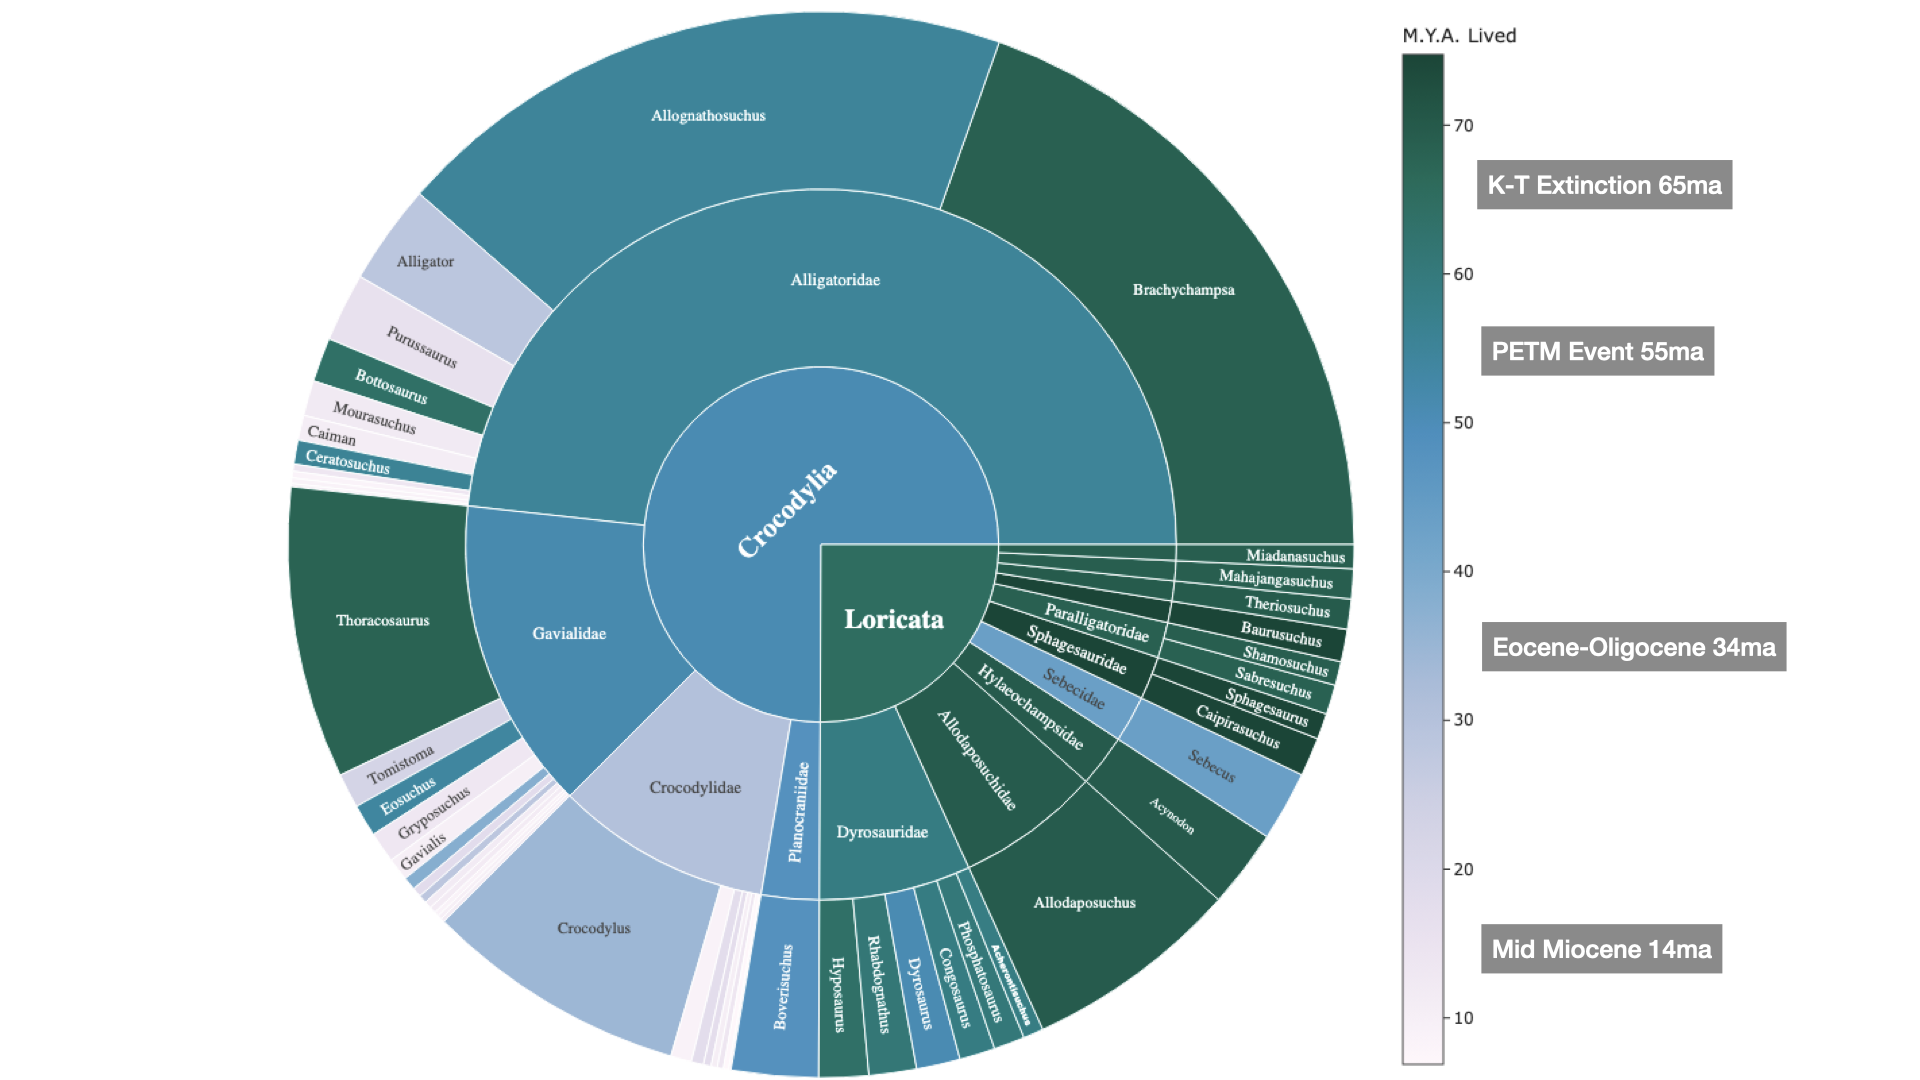 M.Y.A. Lived
70
K-T Extinction 65ma
60
PETM Event 55ma
50
40
Eocene-Oligocene 34ma
30
20
Mid Miocene 14ma
10
Crocodylia
Loricata
Alligatoridae
Gavialidae
Crocodylidae
Planocraniidae
Dyrosauridae
Allodaposuchidae
Hylaeochampsidae
Sebecidae
Sphagesauridae
Paralligatoridae
Allognathosuchus
Brachychampsa
Alligator
Purussaurus
Bottosaurus
Mourasuchus
Caiman
Ceratosuchus
Thoracosaurus
Tomistoma
Eosuchus
Gryposuchus
Gavialis
Crocodylus
Boverisuchus
Hyposaurus
Rhabdognathus
Dyrosaurus
Congosaurus
Phosphatosaurus
Acherontisuchus
Allodaposuchus
Acynodon
Sebecus
Caipirasuchus
Sphagesaurus
Sabresuchus
Shamosuchus
Baurusuchus
Theriosuchus
Mahajangasuchus
Miadanasuchus